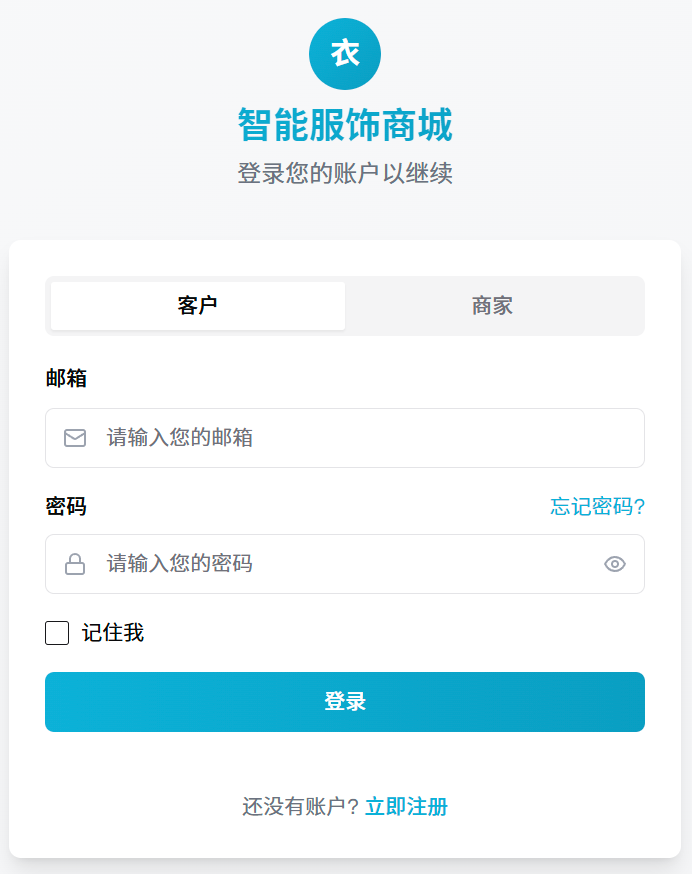 衣
智能服饰商城
登录您的账户以继续
客户 商家
邮箱
请输入您的邮箱
密码 忘记密码?
请输入您的密码
记住我
登录
还没有账户? 立即注册